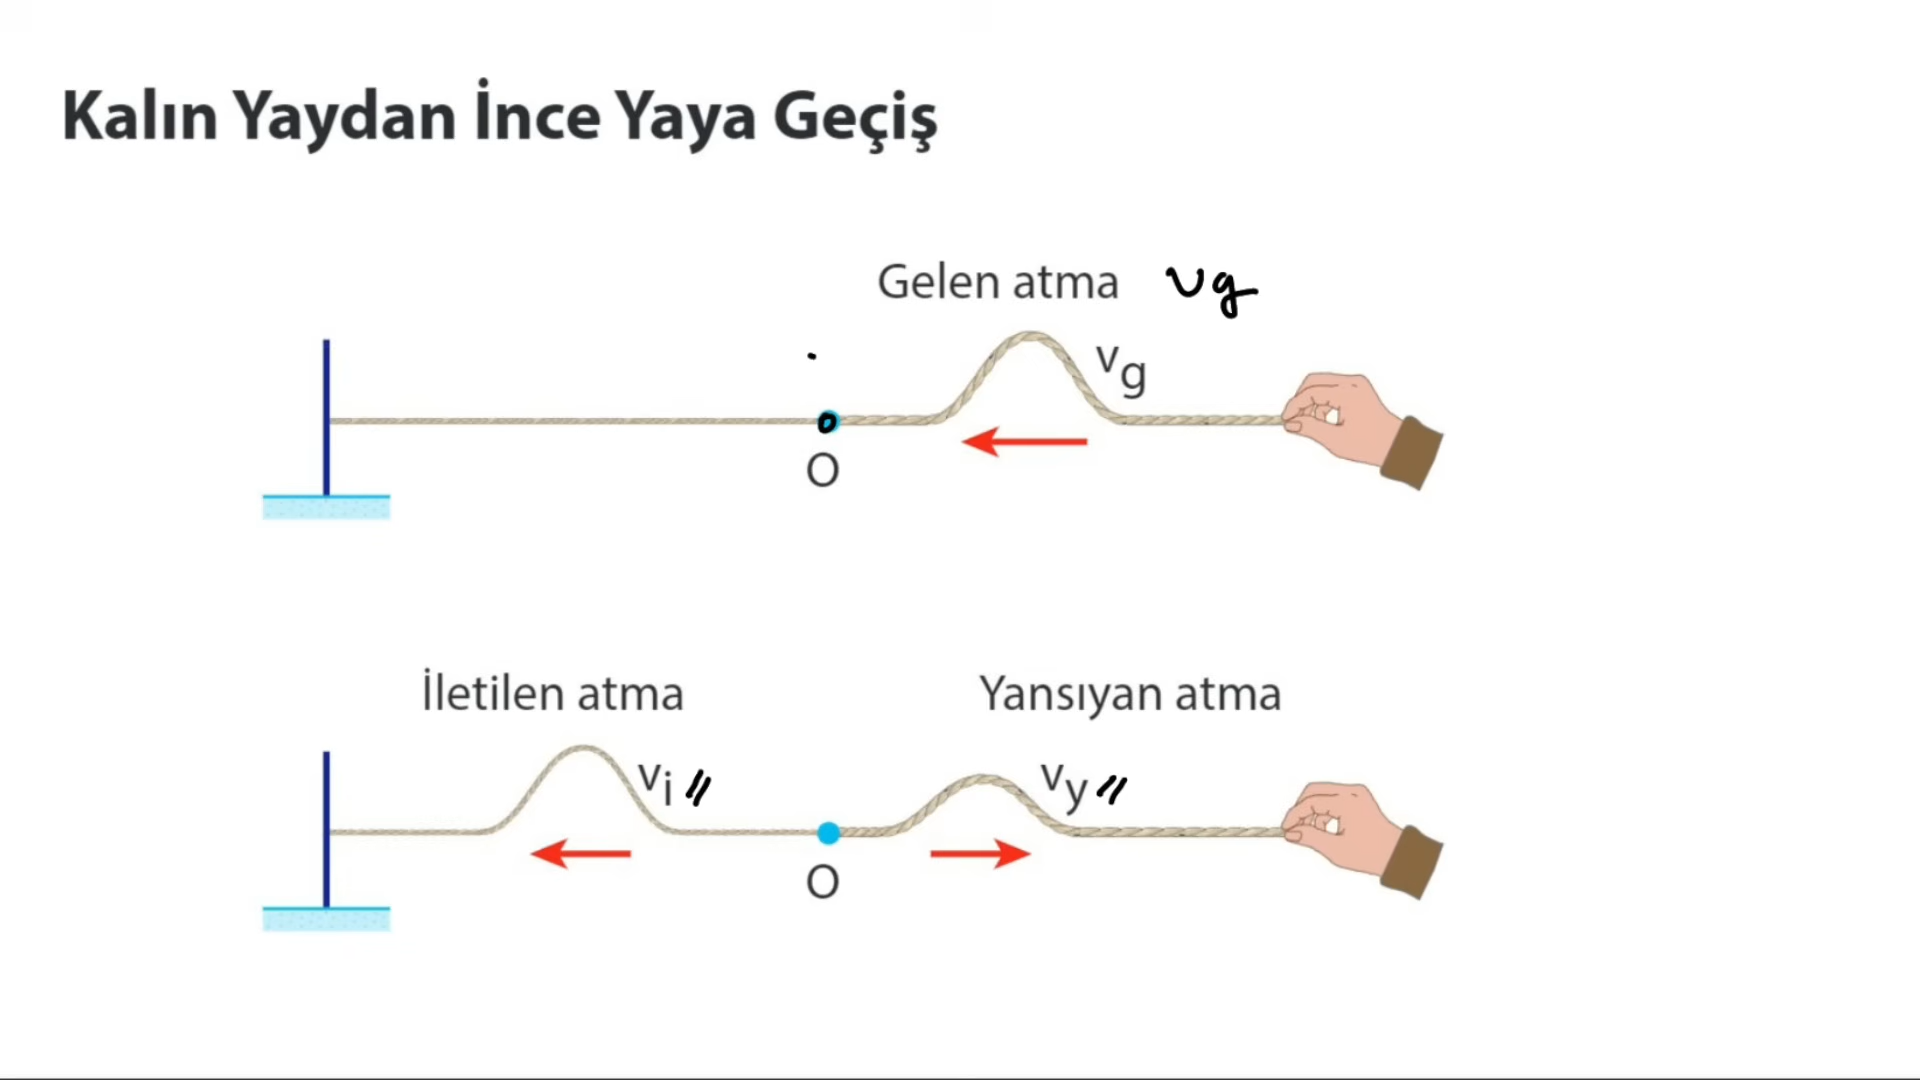 Kalın Yaydan İnce Yaya Geçiş
Gelen atma vg
vg
O
İletilen atma
Yansıyan atma
vi //
vy //
O